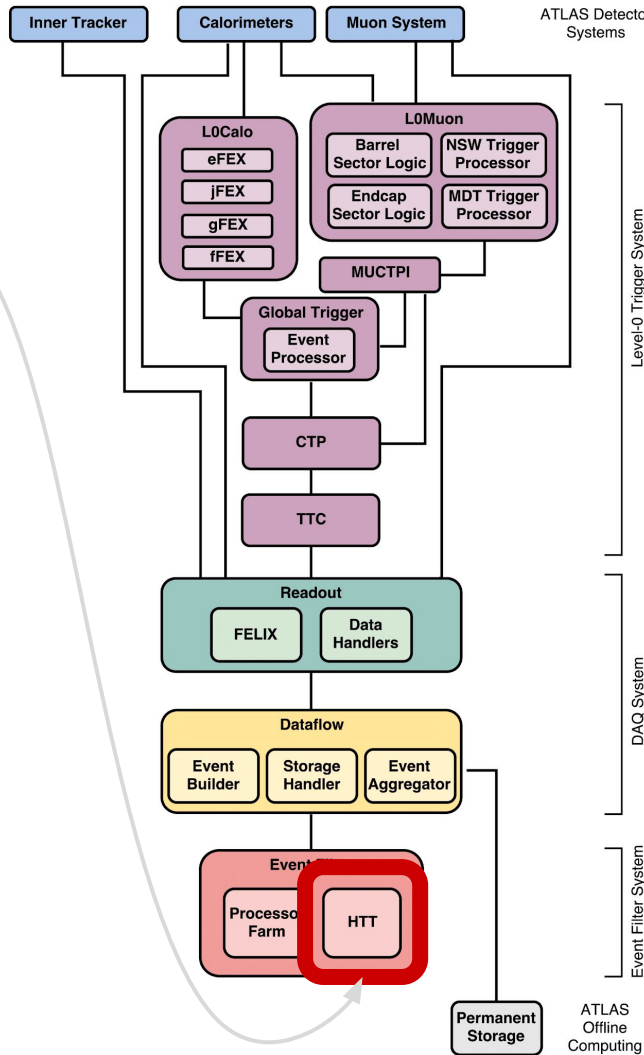 Inner Tracker
Calorimeters
Muon System
ATLAS Detecto
Systems
L0Calo
eFEX
jFEX
gFEX
fFEX
L0Muon
Barrel
Sector Logic
NSW Trigger
Processor
Endcap
Sector Logic
MDT Trigger
Processor
MUCTPI
Global Trigger
Event
Processor
CTP
TTC
Level-0 Trigger System
Readout
FELIX
Data
Handlers
Dataflow
Event
Builder
Storage
Handler
Event
Aggregator
DAQ System
Event
Processo
Farm
HTT
Event Filter System
Permanent
Storage
ATLAS
Offline
Computing